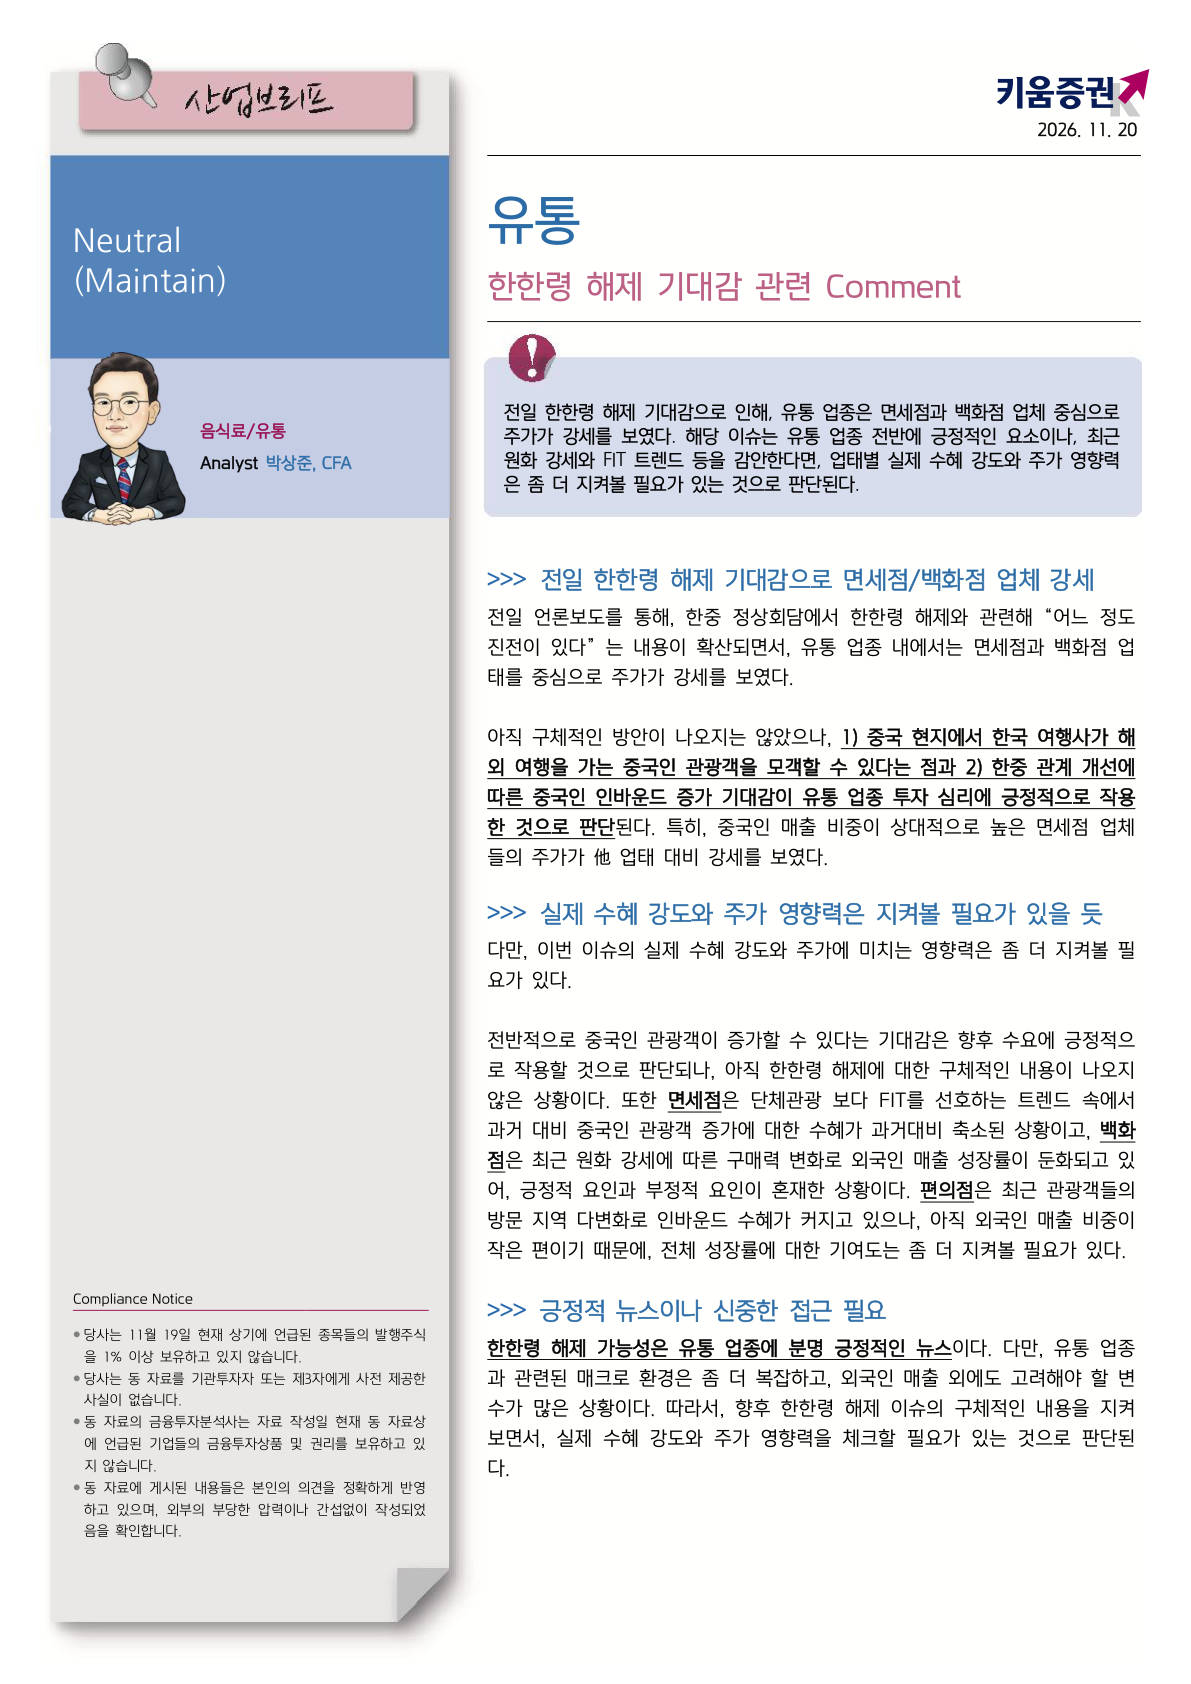 산업브리프
키움증권
2026. 11. 20
Neutral
(Maintain)
음식료/유통
Analyst 박상준, CFA
유통
한한령 해제 기대감 관련 Comment
전일 한한령 해제 기대감으로 인해, 유통 업종은 면세점과 백화점 업체 중심으로
주가가 강세를 보였다. 해당 이슈는 유통 업종 전반에 긍정적인 요소이나, 최근
원화 강세와 FIT 트렌드 등을 감안한다면, 업태별 실제 수혜 강도와 주가 영향력
은 좀 더 지켜볼 필요가 있는 것으로 판단된다.
>>> 전일 한한령 해제 기대감으로 면세점/백화점 업체 강세
전일 언론보도를 통해, 한중 정상회담에서 한한령 해제와 관련해 “어느 정도
진전이 있다” 는 내용이 확산되면서, 유통 업종 내에서는 면세점과 백화점 업
태를 중심으로 주가가 강세를 보였다.
아직 구체적인 방안이 나오지는 않았으나, 1) 중국 현지에서 한국 여행사가 해
외 여행을 가는 중국인 관광객을 모객할 수 있다는 점과 2) 한중 관계 개선에
따른 중국인 인바운드 증가 기대감이 유통 업종 투자 심리에 긍정적으로 작용
한 것으로 판단된다. 특히, 중국인 매출 비중이 상대적으로 높은 면세점 업체
들의 주가가 他 업태 대비 강세를 보였다.
>>> 실제 수혜 강도와 주가 영향력은 지켜볼 필요가 있을 듯
다만, 이번 이슈의 실제 수혜 강도와 주가에 미치는 영향력은 좀 더 지켜볼 필
요가 있다.
전반적으로 중국인 관광객이 증가할 수 있다는 기대감은 향후 수요에 긍정적으
로 작용할 것으로 판단되나, 아직 한한령 해제에 대한 구체적인 내용이 나오지
않은 상황이다. 또한 면세점은 단체관광 보다 FIT를 선호하는 트렌드 속에서
과거 대비 중국인 관광객 증가에 대한 수혜가 과거대비 축소된 상황이고, 백화
점은 최근 원화 강세에 따른 구매력 변화로 외국인 매출 성장률이 둔화되고 있
어, 긍정적 요인과 부정적 요인이 혼재한 상황이다. 편의점은 최근 관광객들의
방문 지역 다변화로 인바운드 수혜가 커지고 있으나, 아직 외국인 매출 비중이
작은 편이기 때문에, 전체 성장률에 대한 기여도는 좀 더 지켜볼 필요가 있다.
>>> 긍정적 뉴스이나 신중한 접근 필요
한한령 해제 가능성은 유통 업종에 분명 긍정적인 뉴스이다. 다만, 유통 업종
과 관련된 매크로 환경은 좀 더 복잡하고, 외국인 매출 외에도 고려해야 할 변
수가 많은 상황이다. 따라서, 향후 한한령 해제 이슈의 구체적인 내용을 지켜
보면서, 실제 수혜 강도와 주가 영향력을 체크할 필요가 있는 것으로 판단된
다.
Compliance Notice
• 당사는 11월 19일 현재 상기에 언급된 종목들의 발행주식
을 1% 이상 보유하고 있지 않습니다.
• 당사는 동 자료를 기관투자자 또는 제3자에게 사전 제공한
사실이 없습니다.
• 동 자료의 금융투자분석사는 자료 작성일 현재 동 자료상
에 언급된 기업들의 금융투자상품 및 권리를 보유하고 있
지 않습니다.
• 동 자료에 게시된 내용들은 본인의 의견을 정확하게 반영
하고 있으며, 외부의 부당한 압력이나 간섭없이 작성되었
음을 확인합니다.